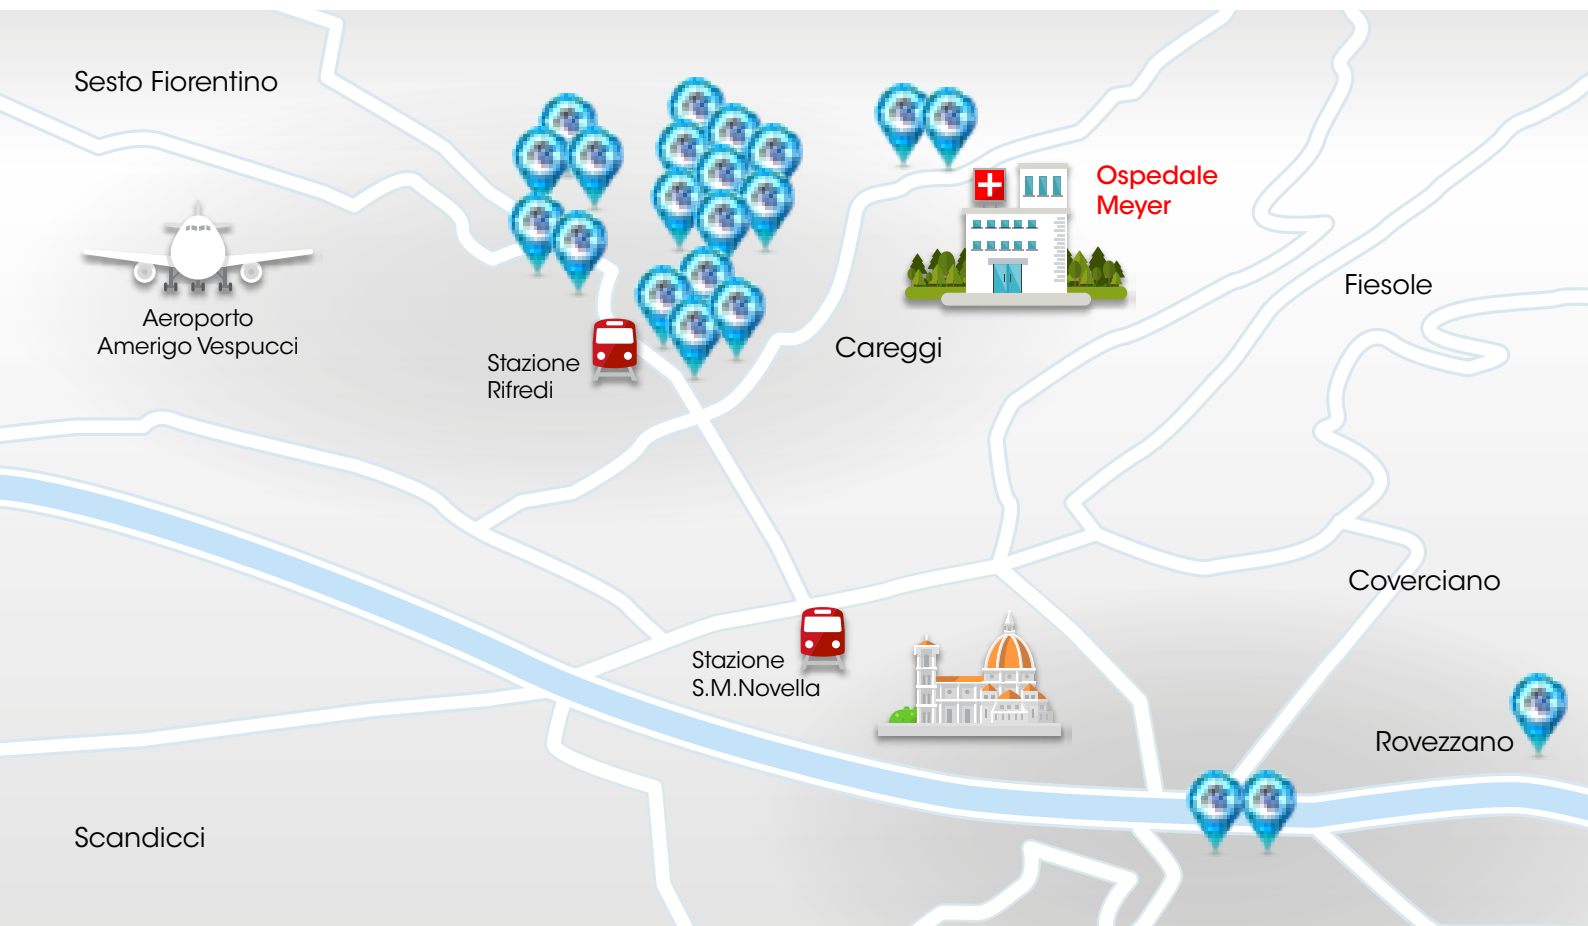 Sesto Fiorentino
Ospedale
Meyer
Fiesole
Aeroporto
Amerigo Vespucci
Careggi
Stazione
Rifredi
Coverciano
Stazione
S.M.Novella
Rovezzano
Scandicci